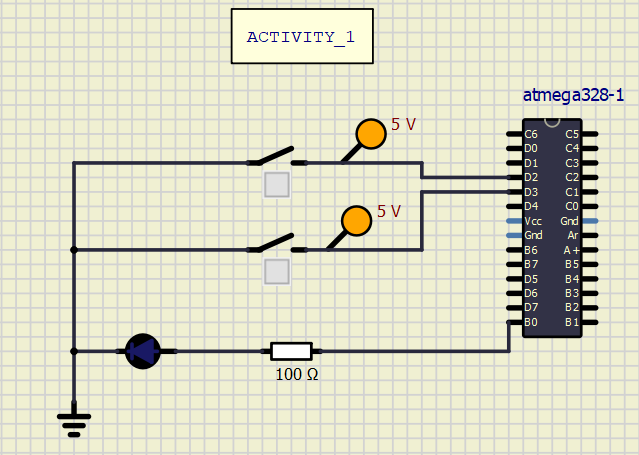 ACTIVITY_1
atmega328-1
5 V
5 V
100 Ω
C6 C5
D0 C4
D1 C3
D2 C2
D3 C1
D4 C0
Vcc Gnd
Gnd Ar
B6 A+
B7 B5
D5 B4
D6 B3
D7 B2
B0 B1